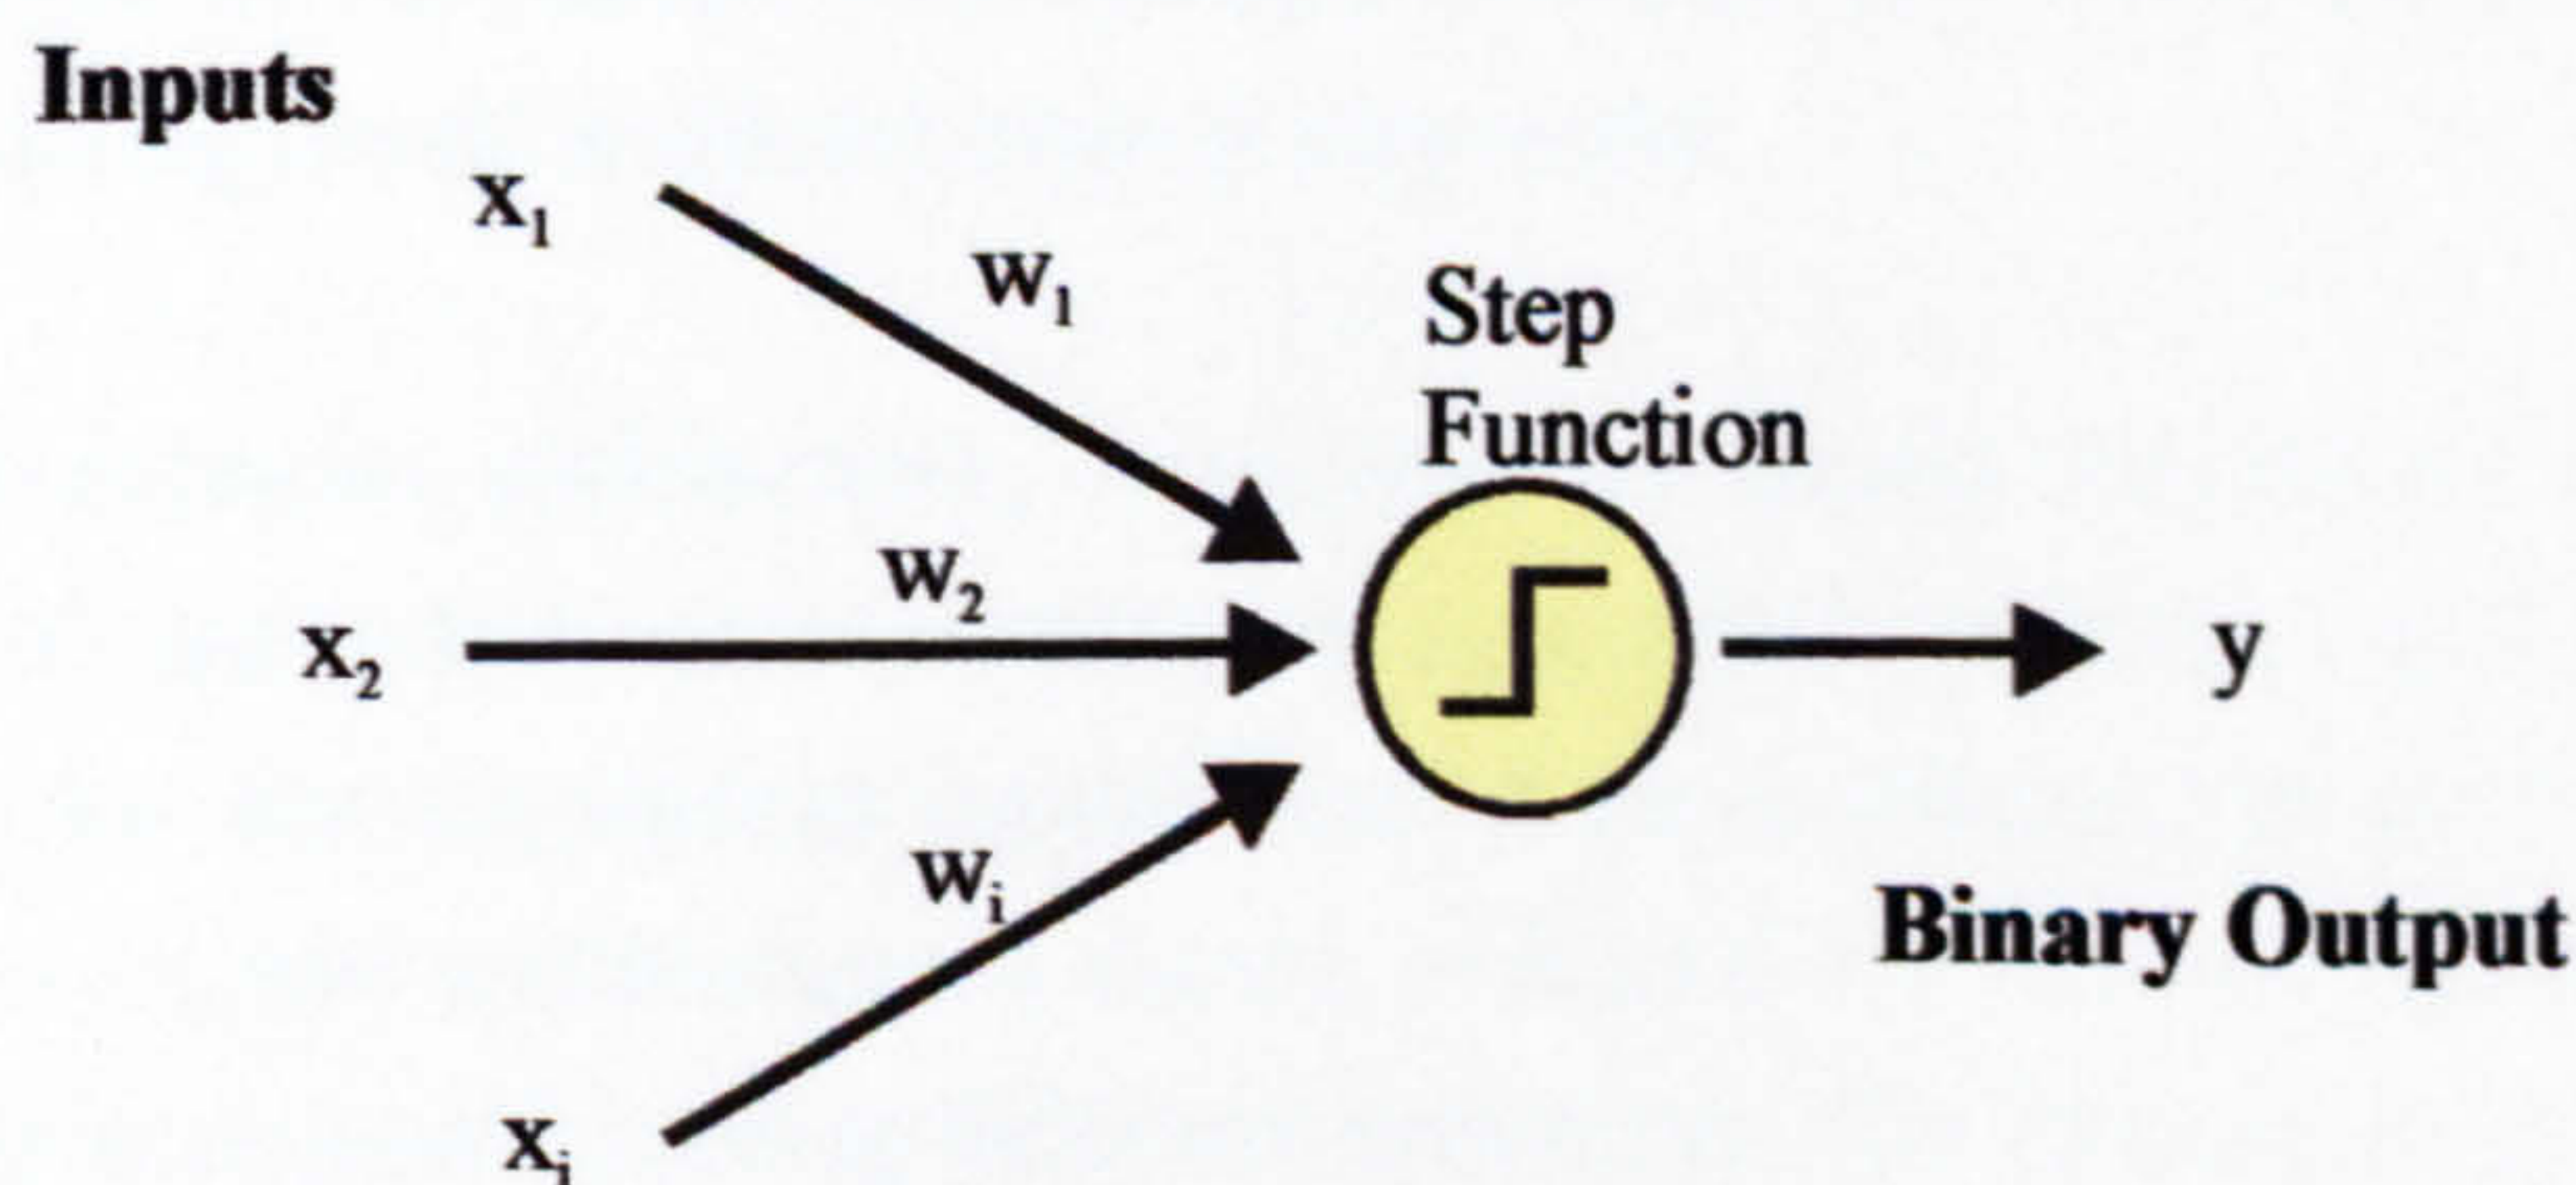 Inputs
x₁
w₁
Step
Function
w₂
x₂
y
wᵢ
Binary Output
xᵢ